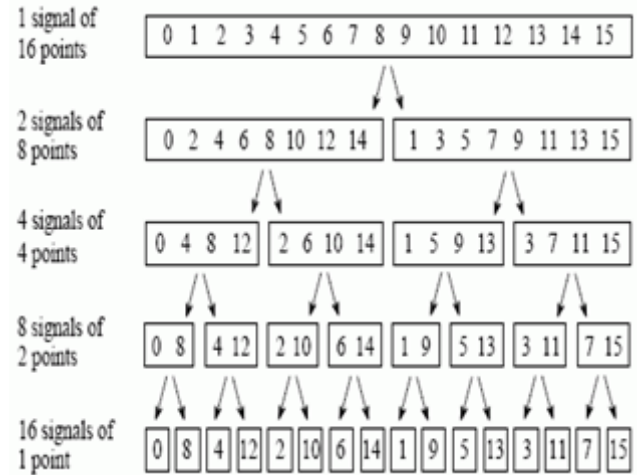 1 signal of
16 points
0 1 2 3 4 5 6 7 8 9 10 11 12 13 14 15
2 signals of
8 points
0 2 4 6 8 10 12 14 1 3 5 7 9 11 13 15
4 signals of
4 points
0 4 8 12 2 6 10 14 1 5 9 13 3 7 11 15
8 signals of
2 points
0 8 4 12 2 10 6 14 1 9 5 13 3 11 7 15
16 signals of
1 point
0 8 4 12 2 10 6 14 1 9 5 13 3 11 7 15